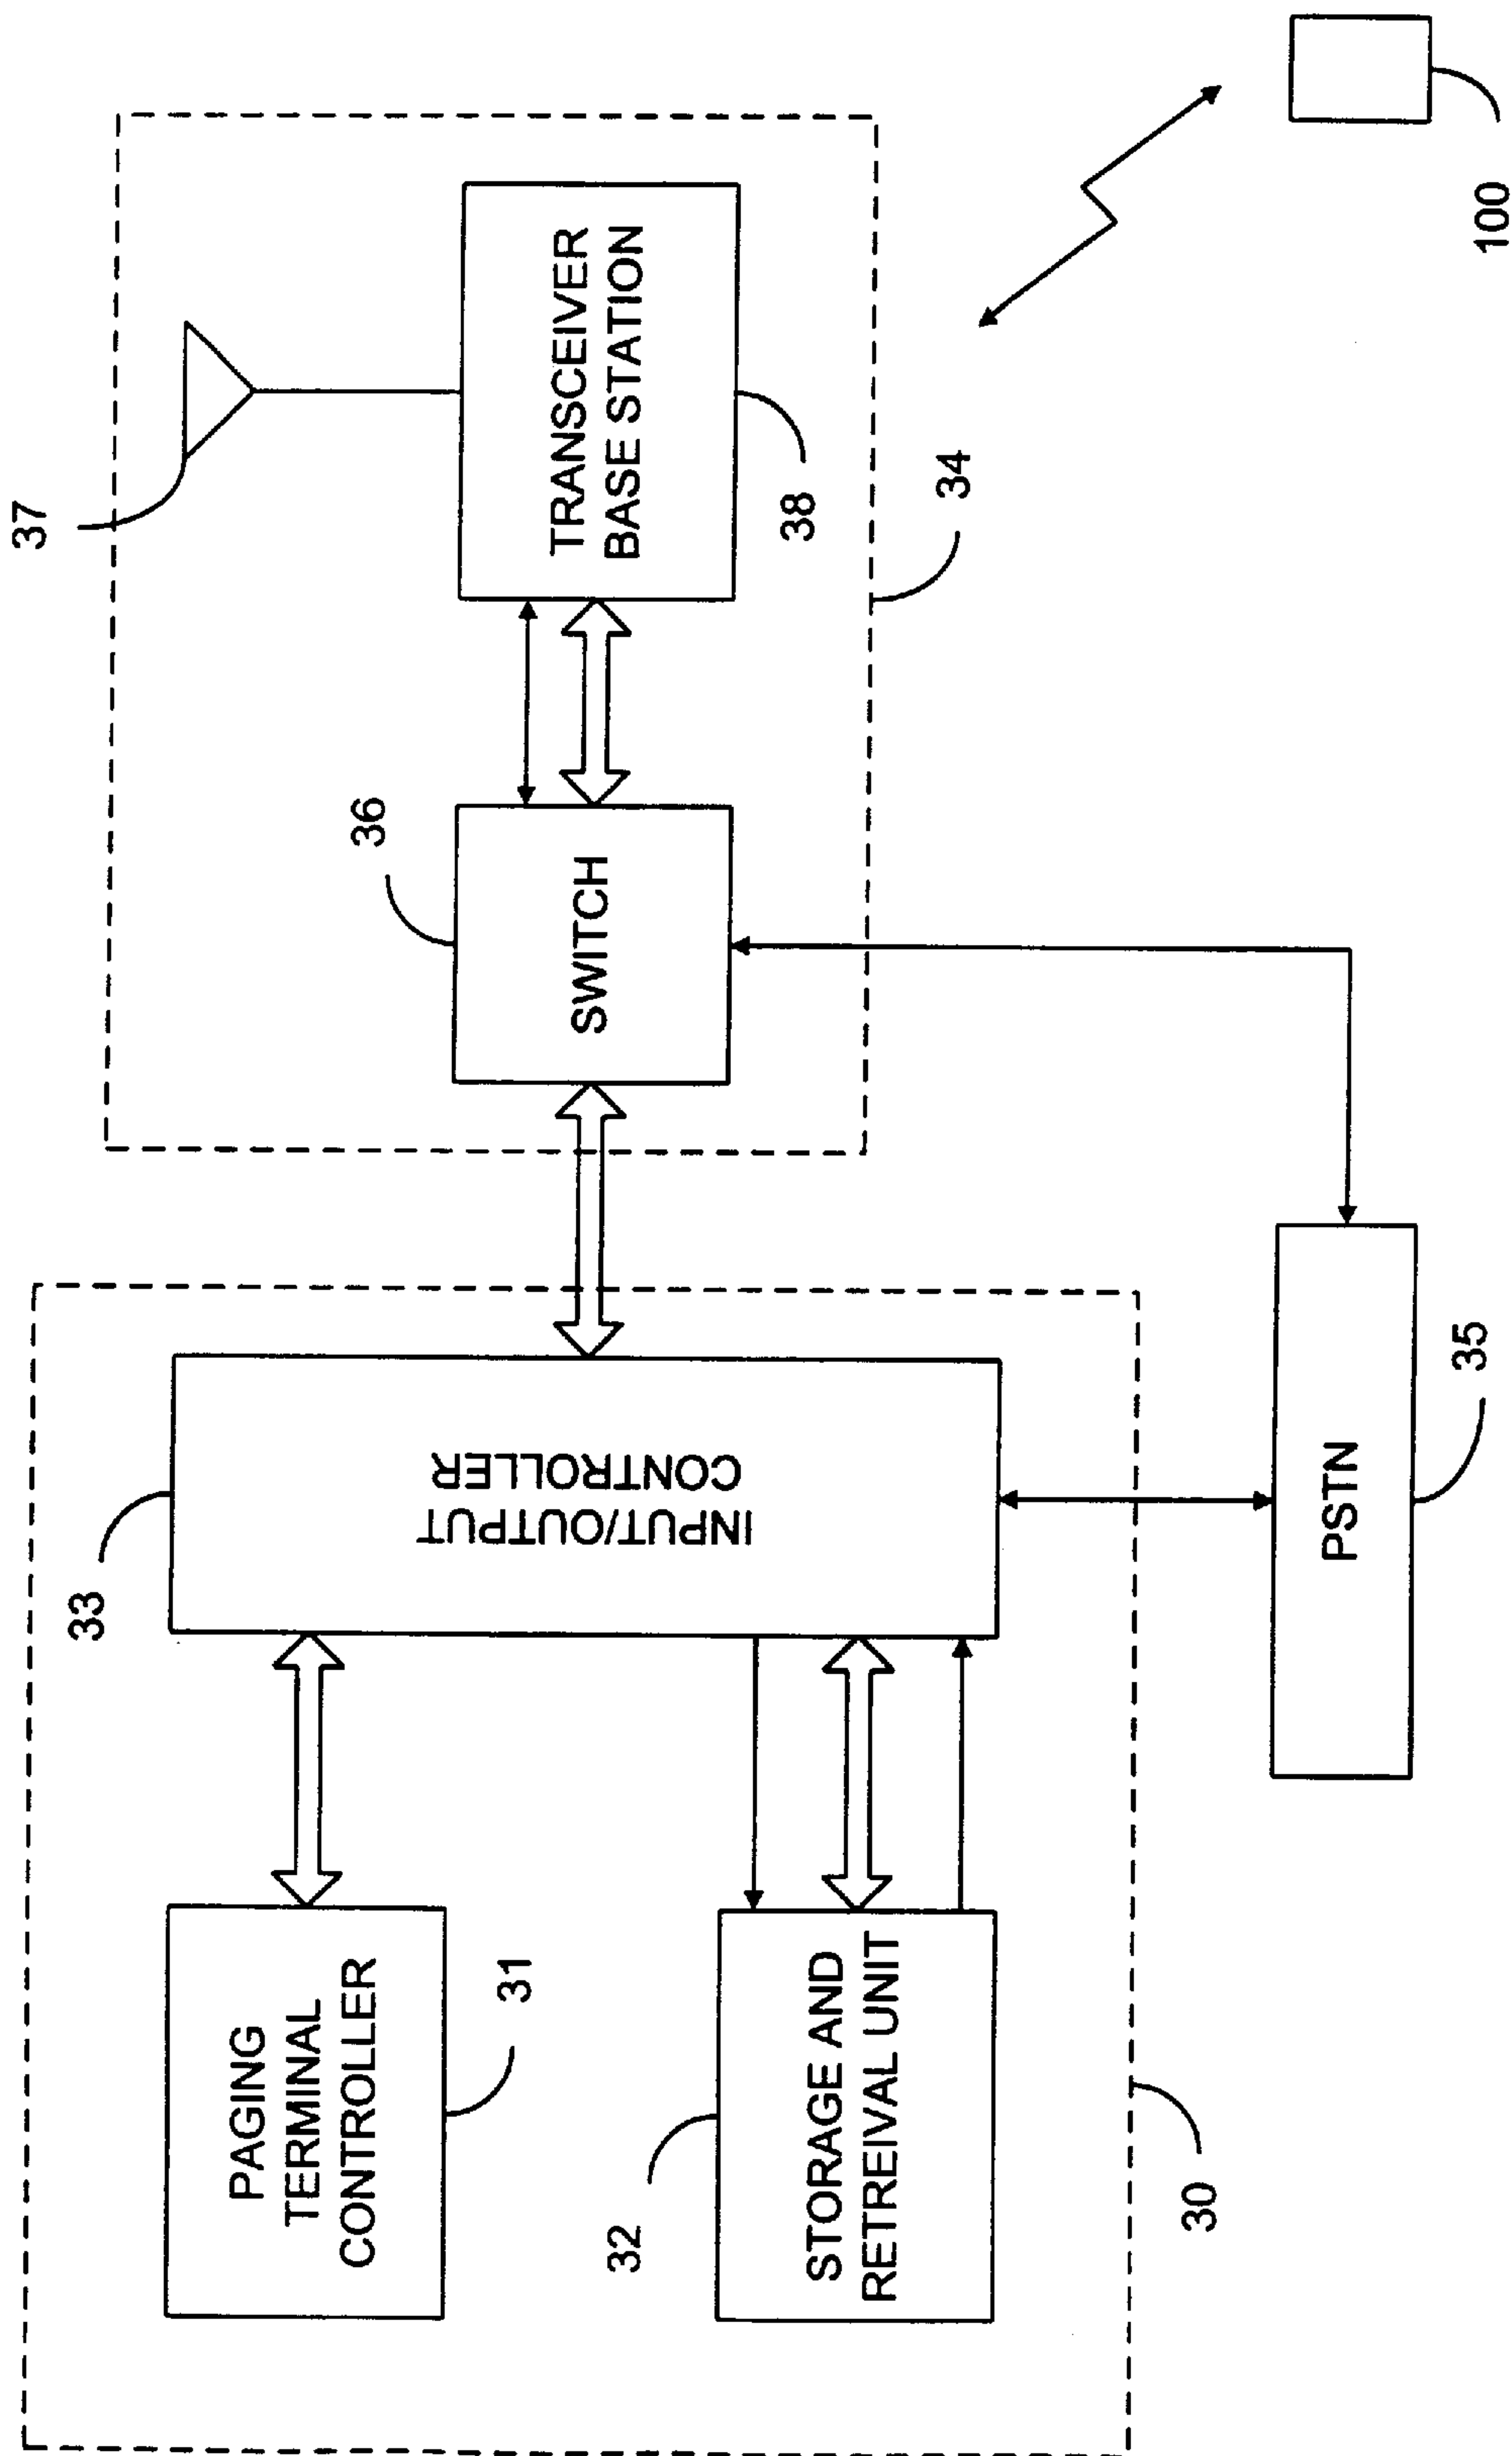 33
37
36
INPUT/OUTPUT
CONTROLLER
PAGING
TERMINAL
CONTROLLER
31
SWITCH
TRANSCEIVER
BASE STATION
38
32
STORAGE AND
RETREIVAL UNIT
34
30
PSTN
35
100